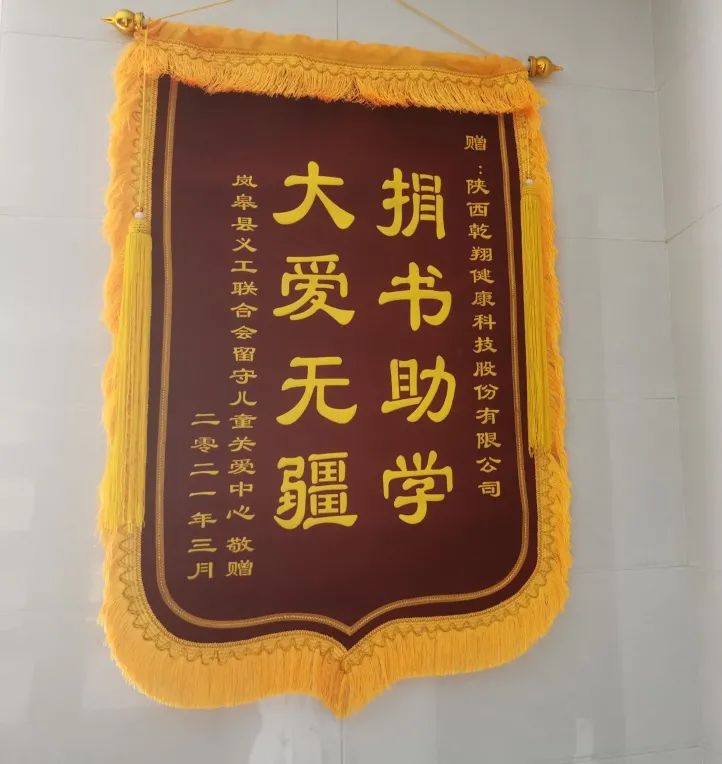 赠：陕西乾翔健康科技股份有限公司
捐书助学
大爱无疆
岚皋县义工联合会留守儿童关爱中心 敬赠
二零二一年三月